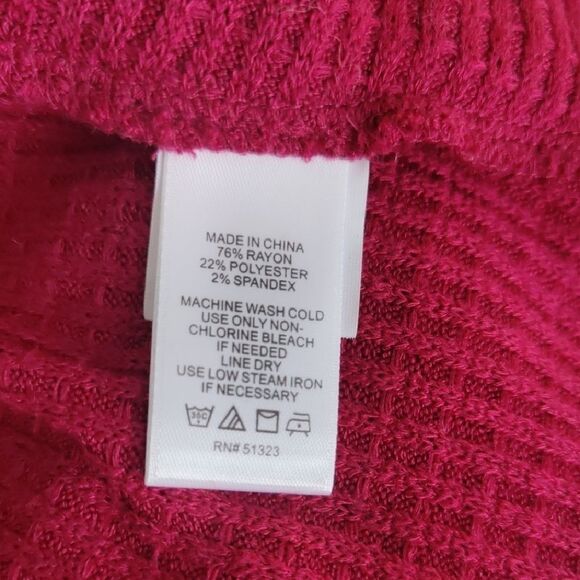 MADE IN CHINA
76% RAYON
22% POLYESTER
2% SPANDEX
MACHINE WASH COLD
USE ONLY NON-
CHLORINE BLEACH
IF NEEDED
LINE DRY
USE LOW STEAM IRON
IF NECESSARY
RN# 51323